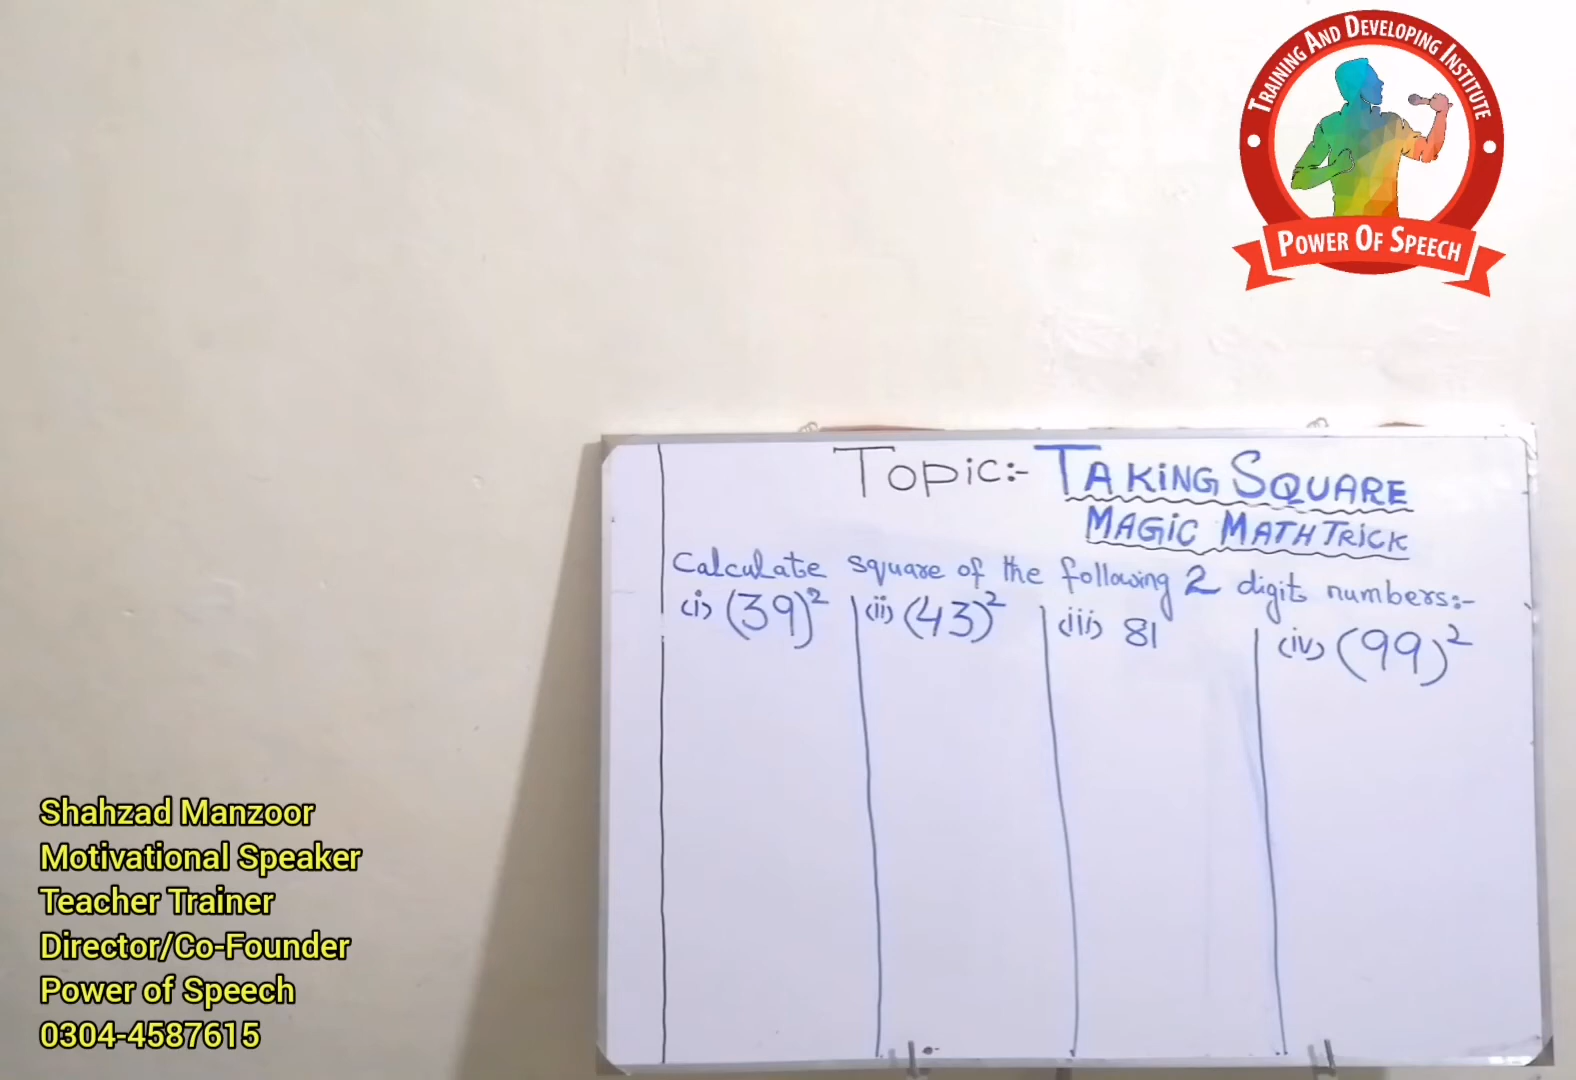 TRAINING AND DEVELOPING INSTITUTE
POWER OF SPEECH
Topic:- TAKING SQUARE
MAGIC MATH TRICK
Calculate square of the following 2 digits numbers:-
(i) (39)² (ii) (43)² (iii) 81 (iv) (99)²
Shahzad Manzoor
Motivational Speaker
Teacher Trainer
Director/Co-Founder
Power of Speech
0304-4587615